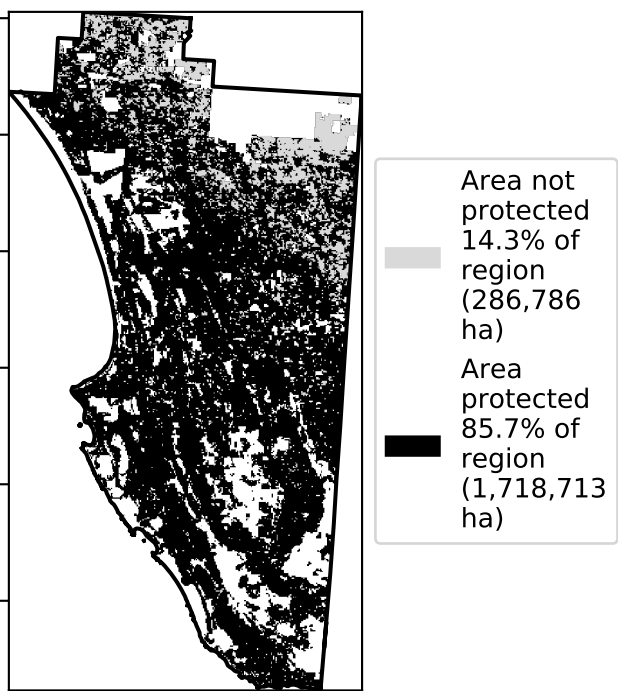 Area not
protected
14.3% of
region
(286,786
ha)
Area
protected
85.7% of
region
(1,718,713
ha)